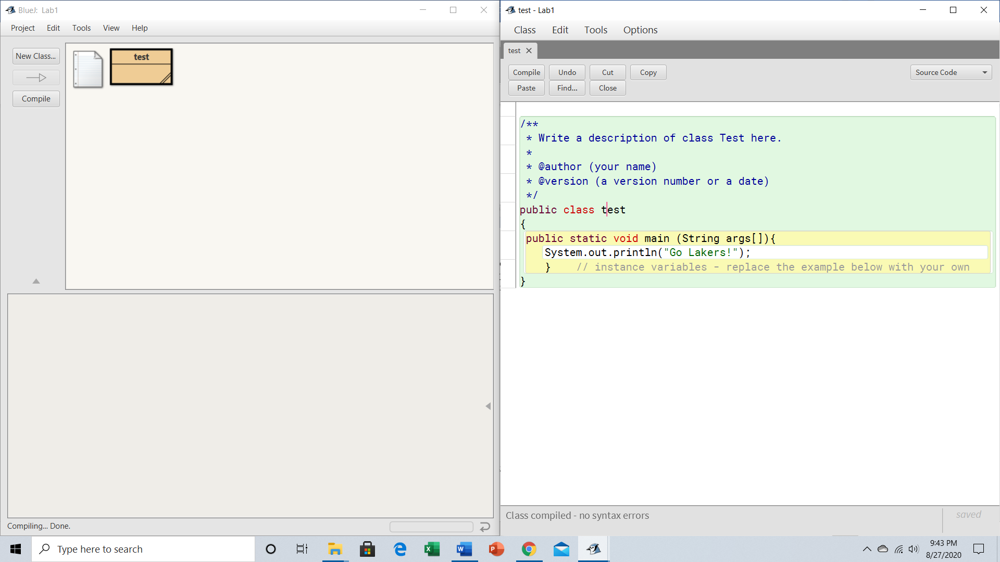 BlueJ: Lab1
Project Edit Tools View Help
New Class...
Compile
test
Compiling... Done.
test - Lab1
Class Edit Tools Options
test
Compile Undo Cut Copy
Paste Find... Close
Source Code
/**
* Write a description of class Test here.
*
* @author (your name)
* @version (a version number or a date)
*/
public class test
{
public static void main (String args[]){
System.out.println("Go Lakers!");
} // instance variables - replace the example below with your own
}
Class compiled - no syntax errors
saved
Type here to search
9:43 PM
8/27/2020